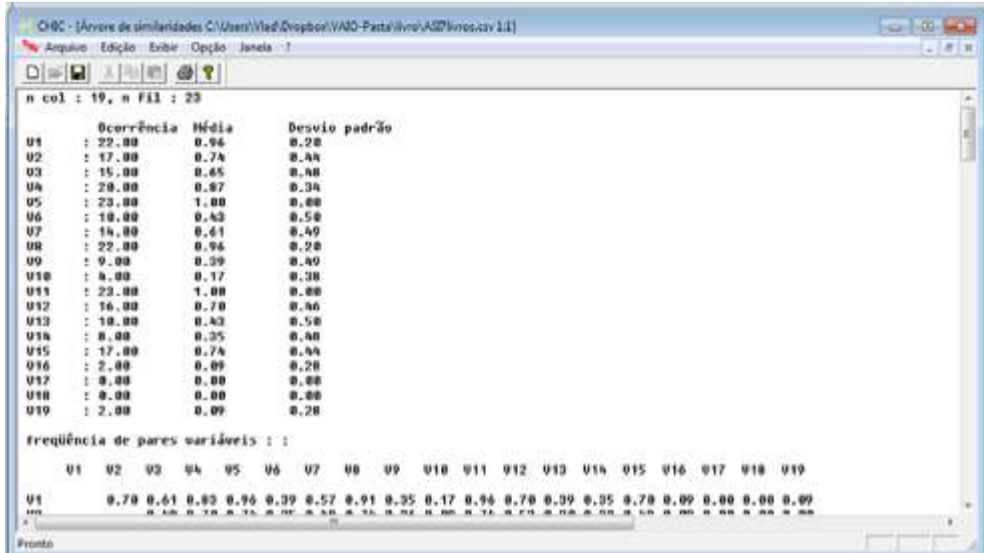 CHIC - [Árvore de similaridades C:\Users\Vlad\Dropbox\VAIO-Pasta\livro\ASI7livros.csv 1:1]
Arquivo Edição Exibir Opção Janela ?
n col : 19, n fil : 23
Ocorrência Média Desvio padrão
V1 : 22.00 0.96 0.20
V2 : 17.00 0.74 0.44
V3 : 15.00 0.65 0.48
V4 : 20.00 0.87 0.34
V5 : 23.00 1.00 0.00
V6 : 10.00 0.43 0.50
V7 : 14.00 0.61 0.49
V8 : 22.00 0.96 0.20
V9 : 9.00 0.39 0.49
V10 : 4.00 0.17 0.38
V11 : 23.00 1.00 0.00
V12 : 16.00 0.70 0.46
V13 : 10.00 0.43 0.50
V14 : 8.00 0.35 0.48
V15 : 17.00 0.74 0.44
V16 : 2.00 0.09 0.28
V17 : 0.00 0.00 0.00
V18 : 0.00 0.00 0.00
V19 : 2.00 0.09 0.28
freqüência de pares variáveis : :
V1 V2 V3 V4 V5 V6 V7 V8 V9 V10 V11 V12 V13 V14 V15 V16 V17 V18 V19
V1 0.70 0.61 0.83 0.96 0.39 0.57 0.91 0.35 0.17 0.96 0.70 0.39 0.35 0.70 0.09 0.00 0.00 0.09
Pronto